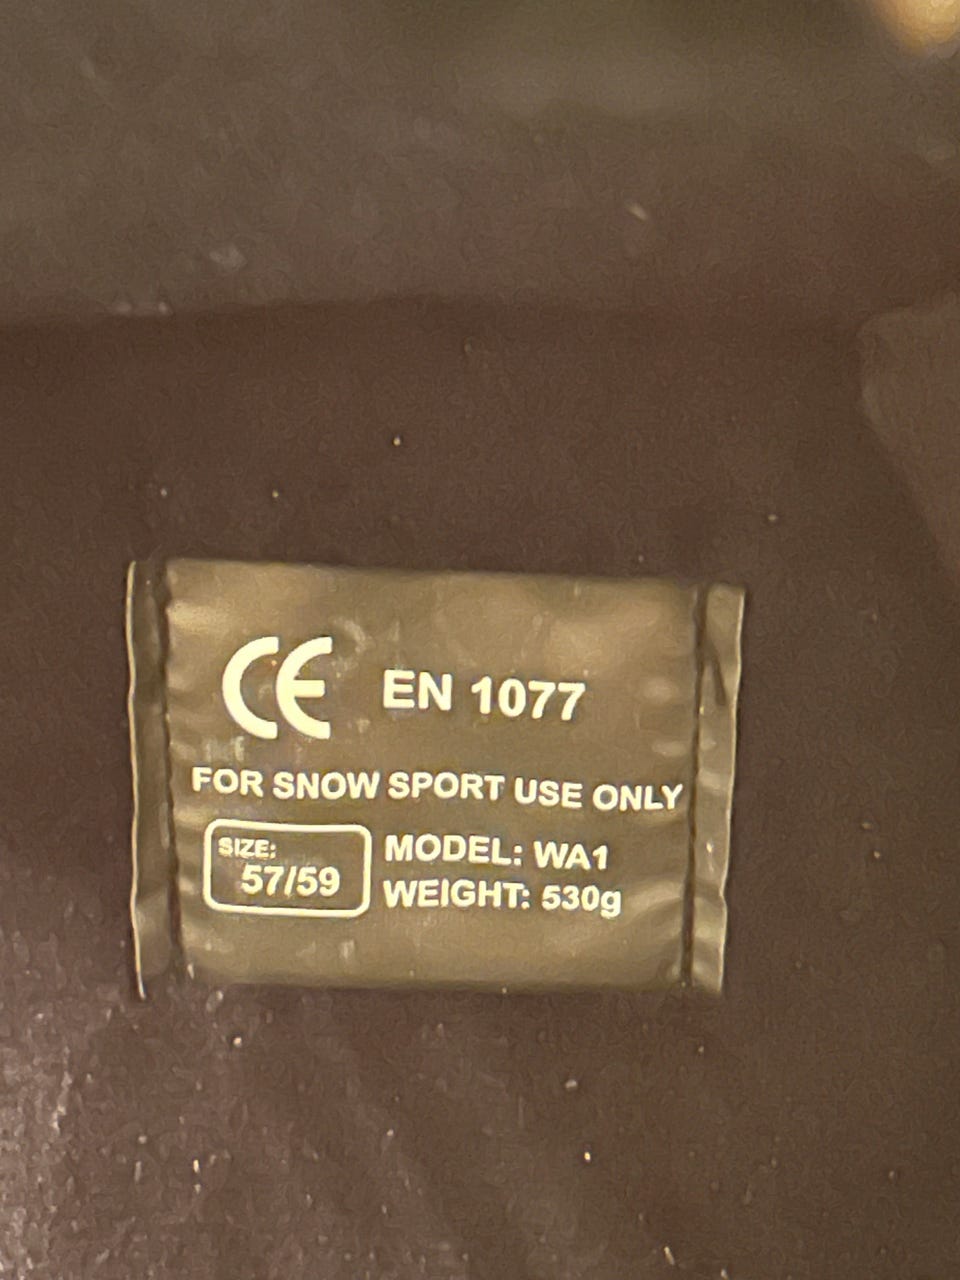 CE EN 1077
FOR SNOW SPORT USE ONLY
SIZE:
57/59
MODEL: WA1
WEIGHT: 530g